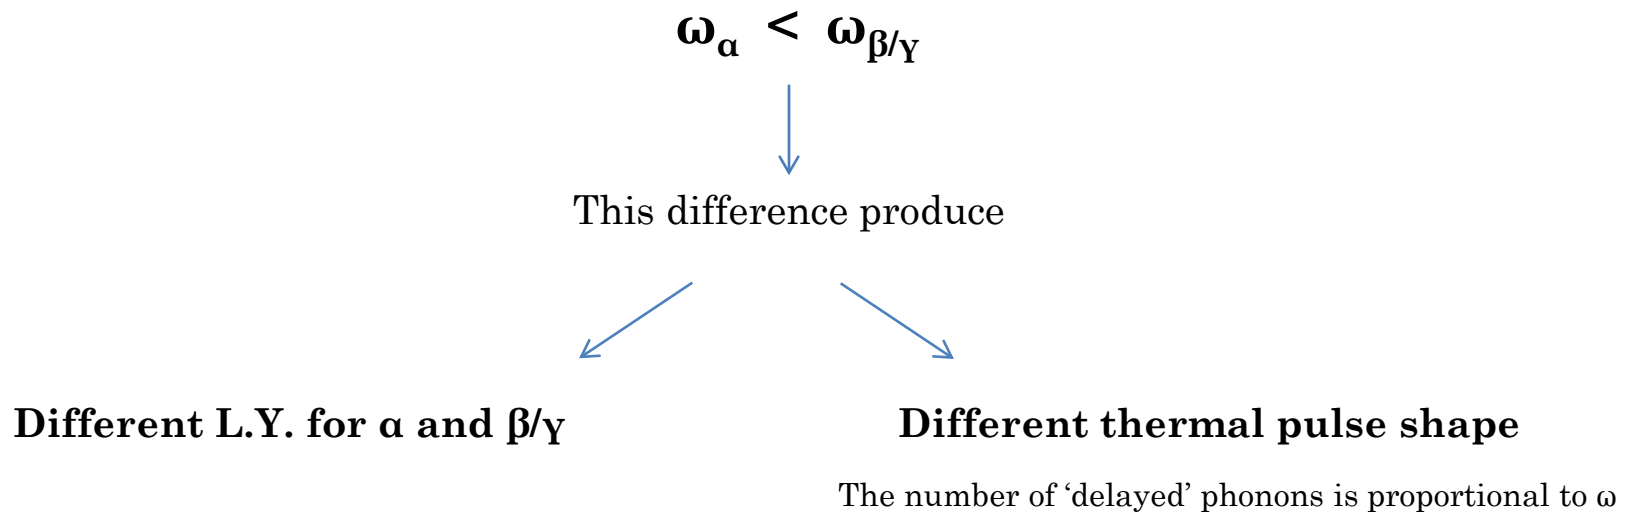 ωα < ωβ/γ
This difference produce
Different L.Y. for α and β/γ
Different thermal pulse shape
The number of ‘delayed’ phonons is proportional to ω